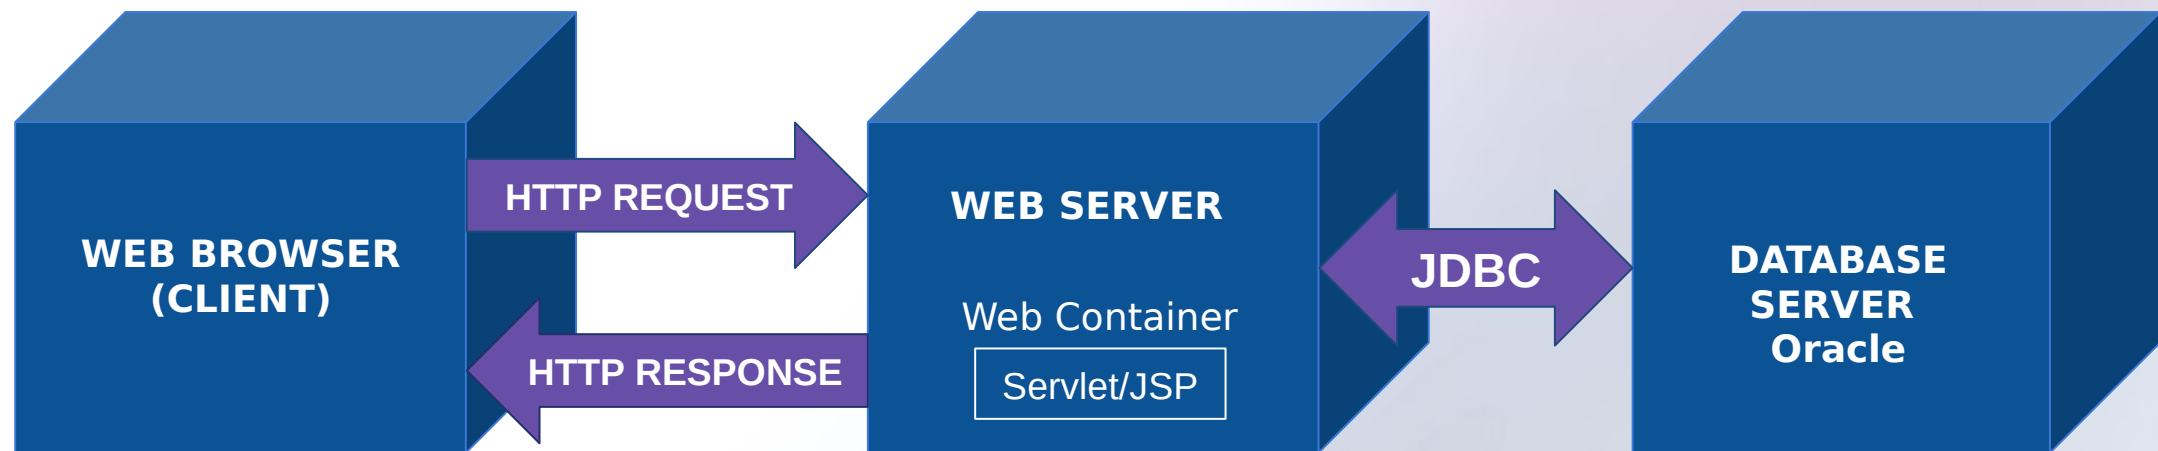 WEB BROWSER
(CLIENT)
HTTP REQUEST
HTTP RESPONSE
WEB SERVER
Web Container
Servlet/JSP
JDBC
DATABASE
SERVER
Oracle